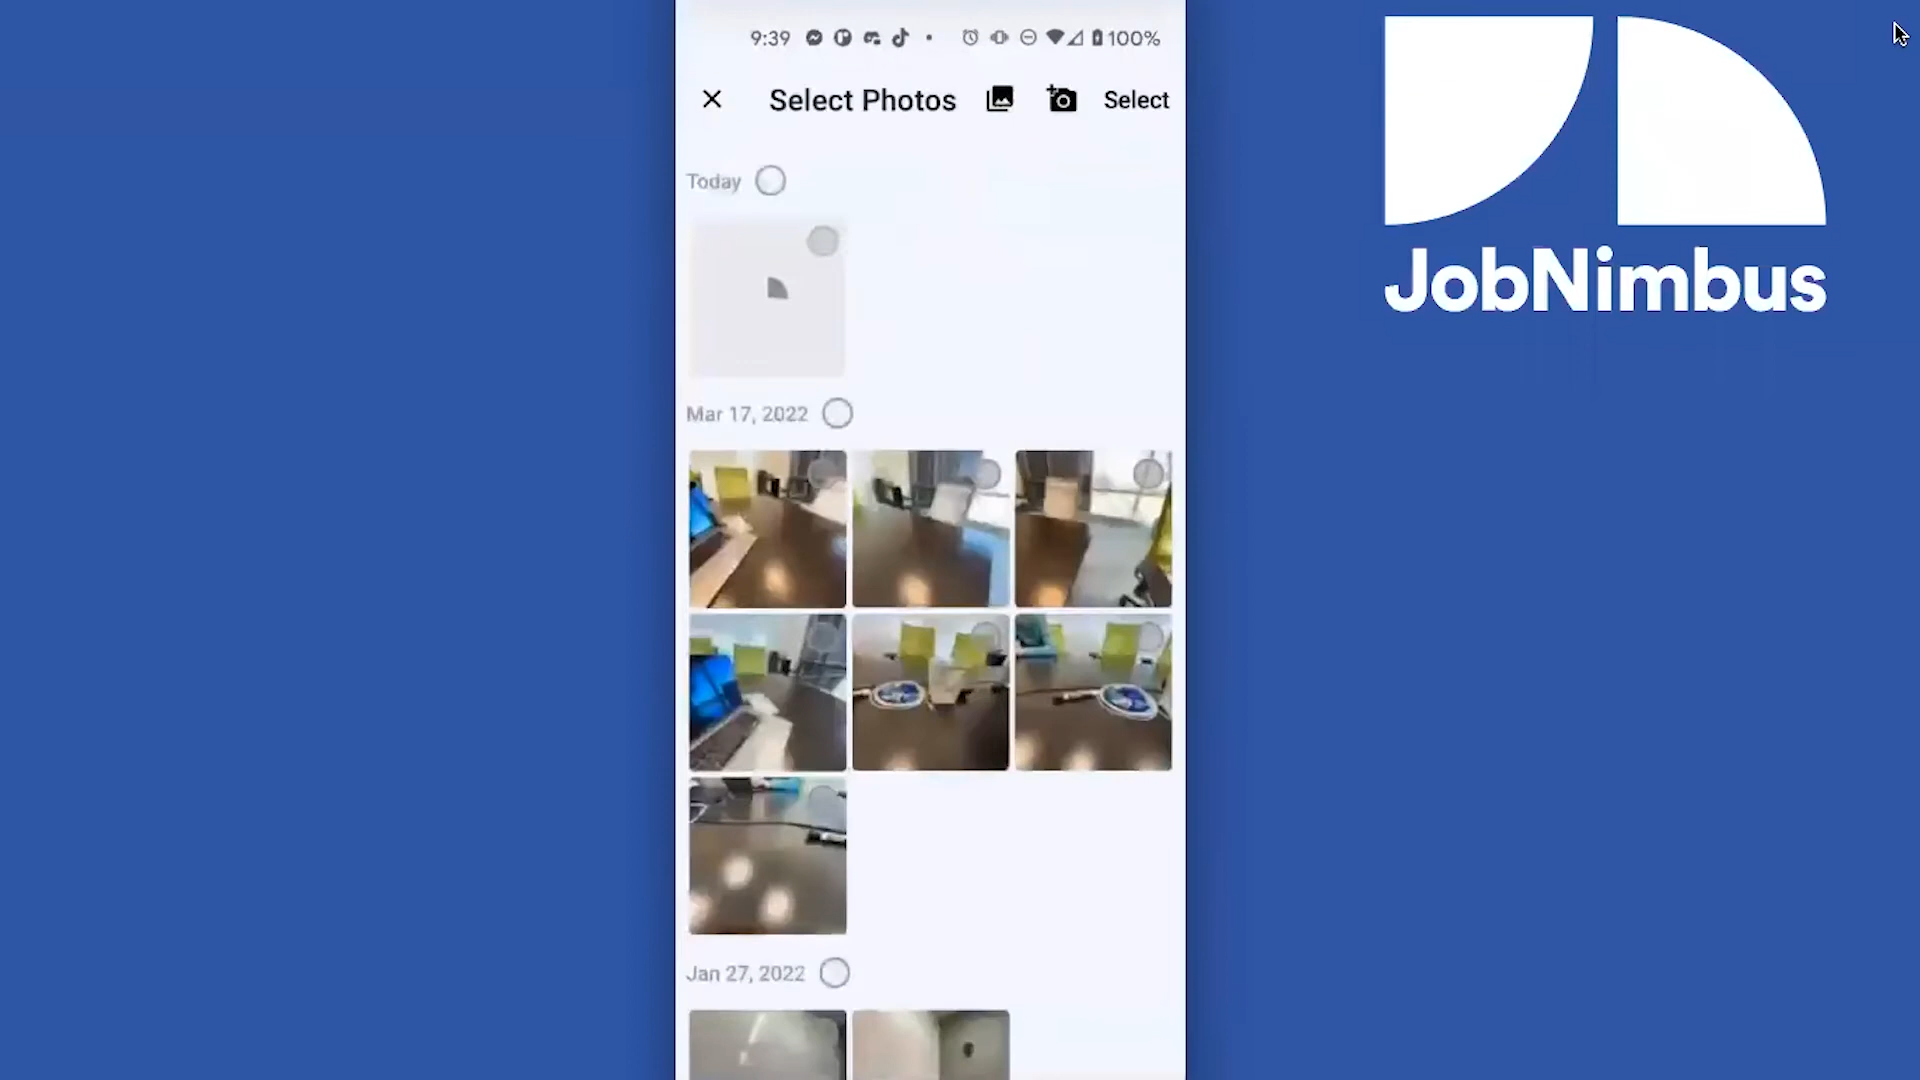 9:39 100%
Select Photos Select
JobNimbus
Today
Mar 17, 2022
Jan 27, 2022